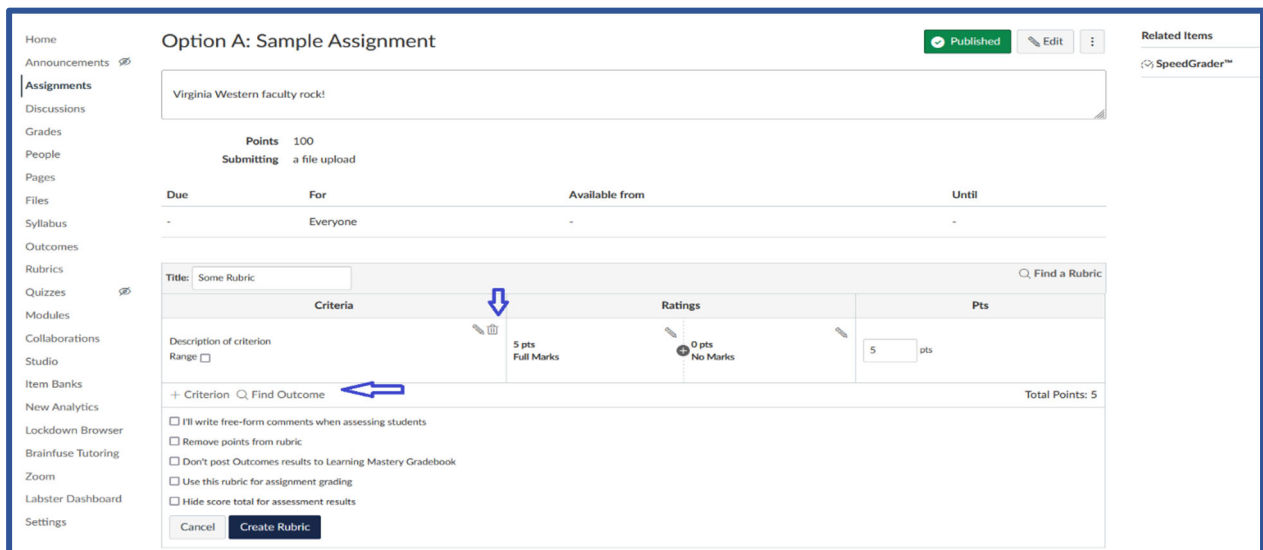 Home
Announcements
Assignments
Discussions
Grades
People
Pages
Files
Syllabus
Outcomes
Rubrics
Quizzes
Modules
Collaborations
Studio
Item Banks
New Analytics
Lockdown Browser
Brainfuse Tutoring
Zoom
Labster Dashboard
Settings
Option A: Sample Assignment
Published
Edit
Virginia Western faculty rock!
Points 100
Submitting a file upload
Due For Available from Until
- Everyone - -
Title: Some Rubric Find a Rubric
Criteria Ratings Pts
Description of criterion
Range
5 pts
Full Marks
0 pts
No Marks
5 pts
+ Criterion Find Outcome Total Points: 5
I'll write free-form comments when assessing students
Remove points from rubric
Don't post Outcomes results to Learning Mastery Gradebook
Use this rubric for assignment grading
Hide score total for assessment results
Cancel Create Rubric
Related Items
SpeedGrader™